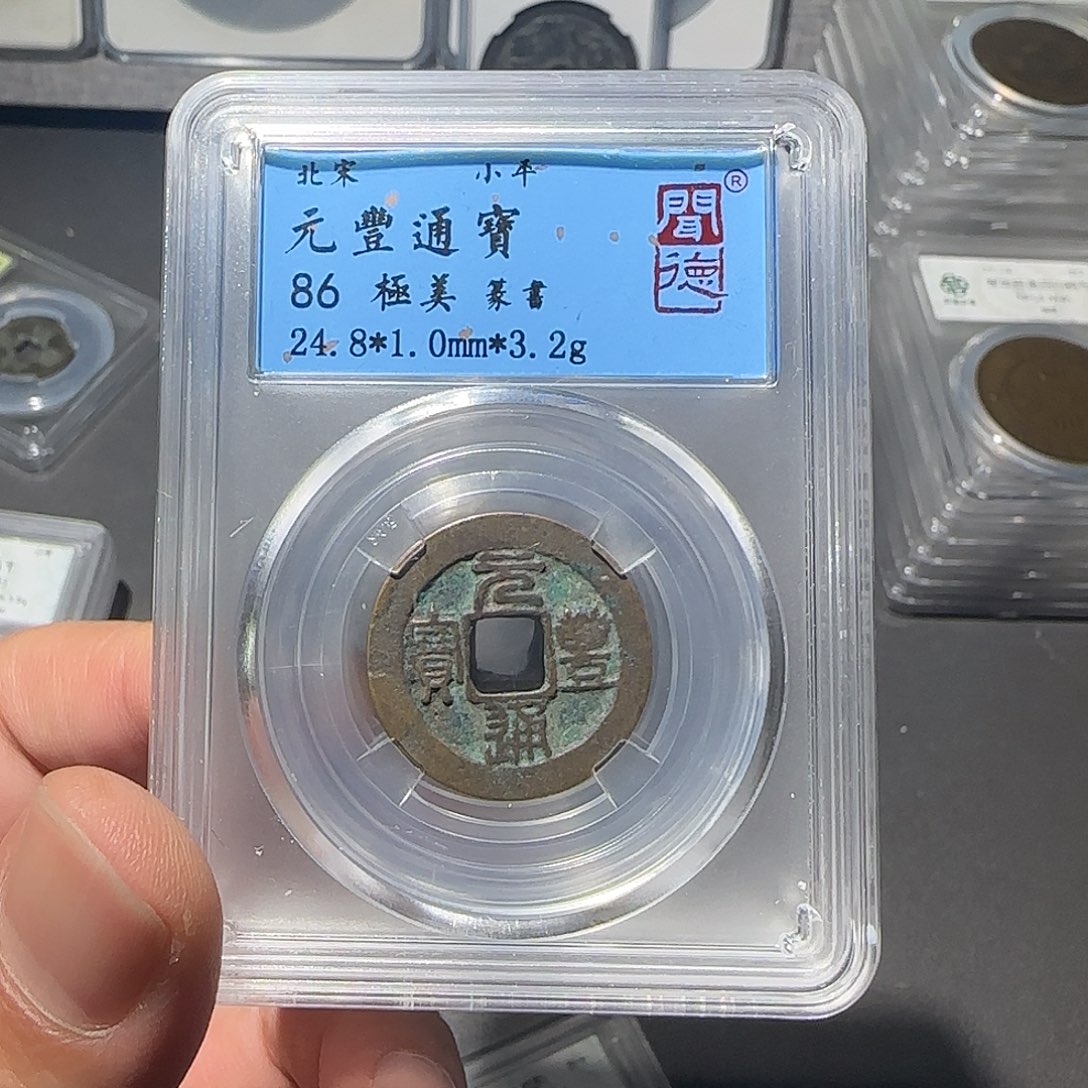 北宋 小平
元豐通寶
86 極美 篆書
24.8*1.0mm*3.2g
聞德®
元豐通寶